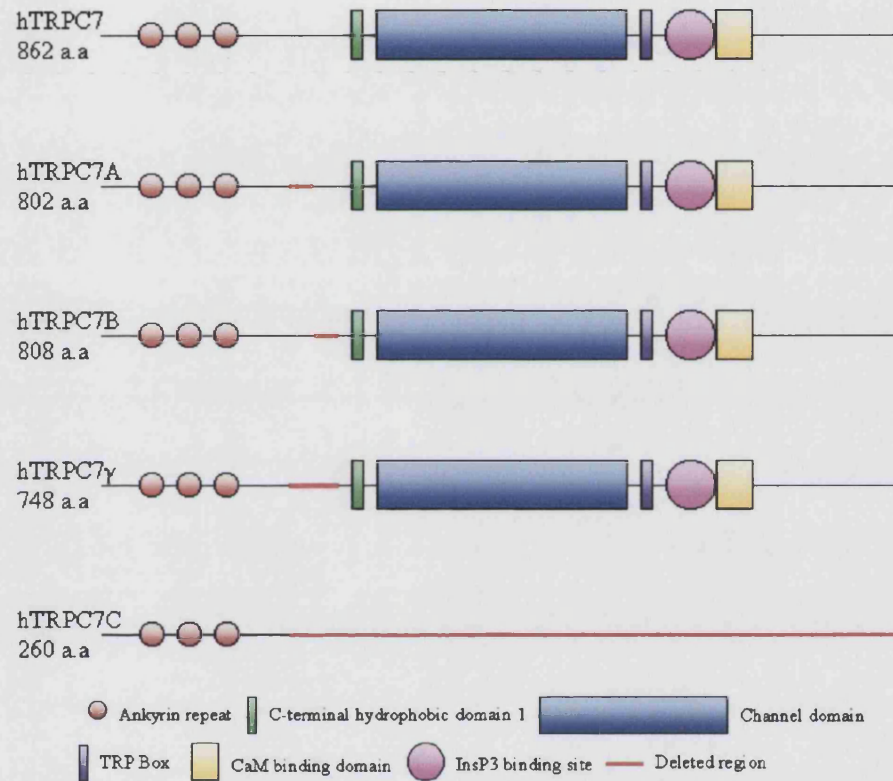 hTRPC7
862 a.a
hTRPC7A
802 a.a
hTRPC7B
808 a.a
hTRPC7γ
748 a.a
hTRPC7C
260 a.a
Ankyrin repeat C-terminal hydrophobic domain 1 Channel domain
TRP Box CaM binding domain InsP3 binding site Deleted region